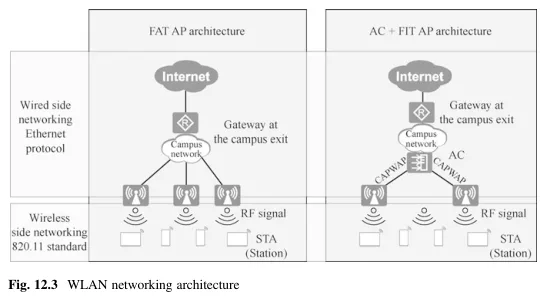 FAT AP architecture
AC + FIT AP architecture
Wired side
networking
Ethernet
protocol
Internet
R
Gateway at
the campus exit
Campus
network
Internet
R
Gateway at
the campus exit
Campus
network
AC
CAPWAP
CAPWAP
Wireless
side networking
820.11 standard
RF signal
STA
(Station)
RF signal
STA
(Station)
Fig. 12.3 WLAN networking architecture